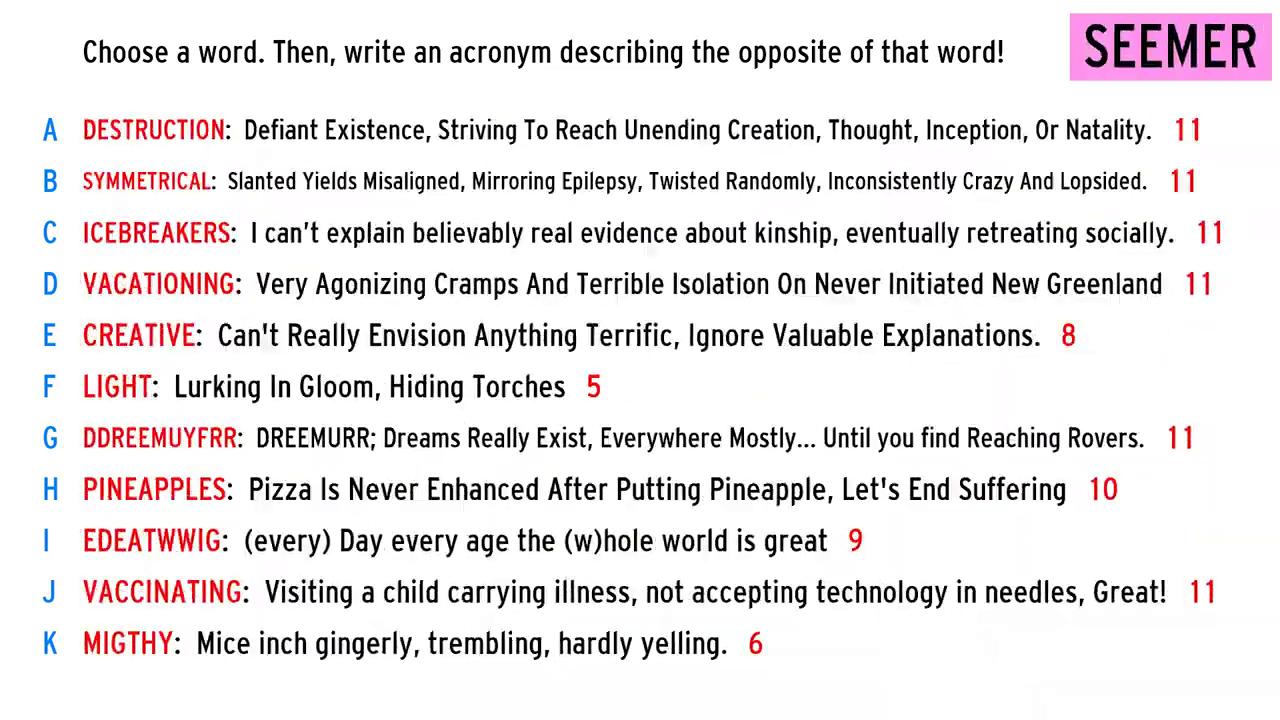 Choose a word. Then, write an acronym describing the opposite of that word!
SEEMER
A DESTRUCTION: Defiant Existence, Striving To Reach Unending Creation, Thought, Inception, Or Natality. 11
B SYMMETRICAL: Slanted Yields Misaligned, Mirroring Epilepsy, Twisted Randomly, Inconsistently Crazy And Lopsided. 11
C ICEBREAKERS: I can't explain believably real evidence about kinship, eventually retreating socially. 11
D VACATIONING: Very Agonizing Cramps And Terrible Isolation On Never Initiated New Greenland 11
E CREATIVE: Can't Really Envision Anything Terrific, Ignore Valuable Explanations. 8
F LIGHT: Lurking In Gloom, Hiding Torches 5
G DDREEMUYFRR: DREEMURR; Dreams Really Exist, Everywhere Mostly... Until you find Reaching Rovers. 11
H PINEAPPLES: Pizza Is Never Enhanced After Putting Pineapple, Let's End Suffering 10
I EDEATWWIG: (every) Day every age the (w)hole world is great 9
J VACCINATING: Visiting a child carrying illness, not accepting technology in needles, Great! 11
K MIGTHY: Mice inch gingerly, trembling, hardly yelling. 6